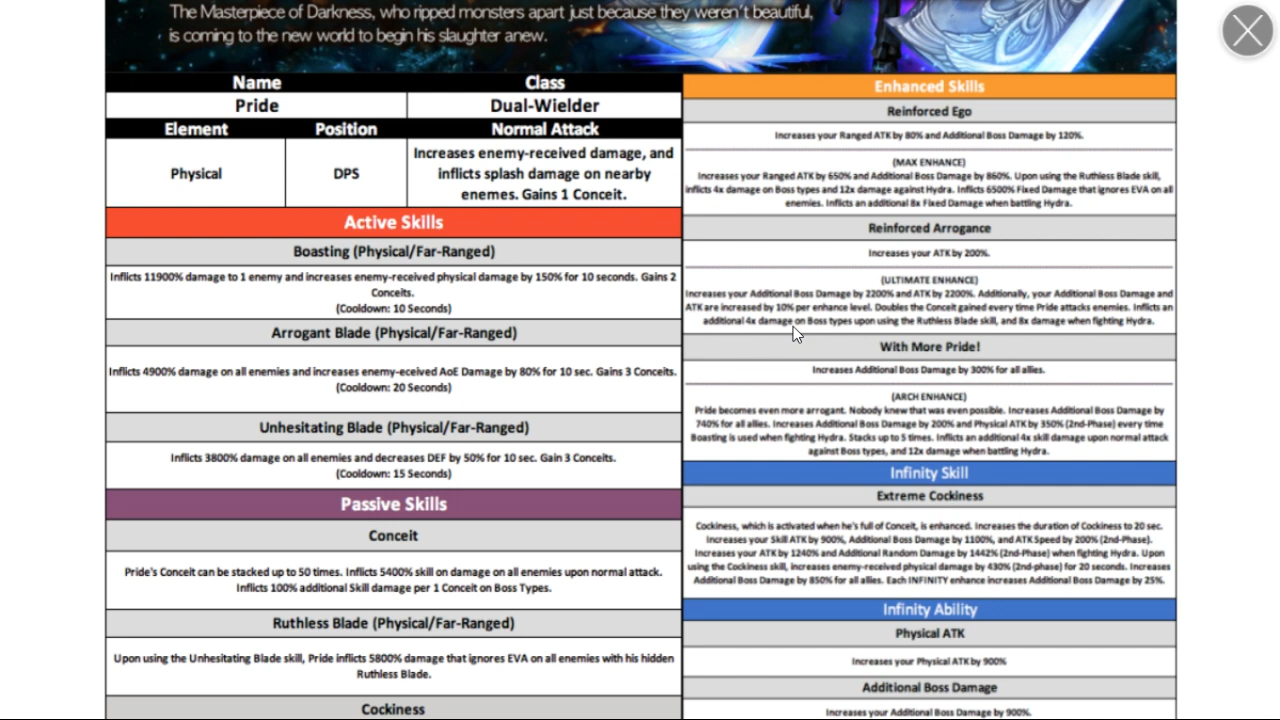 The Masterpiece of Darkness, who ripped monsters apart just because they weren't beautiful,
is coming to the new world to begin his slaughter anew.
Name Class
Pride Dual-Wielder
Element Position Normal Attack
Physical DPS
Increases enemy-received damage, and
inflicts splash damage on nearby
enemies. Gains 1 Conceit.
Active Skills
Boasting (Physical/Far-Ranged)
Inflicts 11900% damage to 1 enemy and increases enemy-received physical damage by 150% for 10 seconds. Gains 2
Conceits.
(Cooldown: 10 Seconds)
Arrogant Blade (Physical/Far-Ranged)
Inflicts 4900% damage on all enemies and increases enemy-eceived AoE Damage by 80% for 10 sec. Gains 3 Conceits.
(Cooldown: 20 Seconds)
Unhesitating Blade (Physical/Far-Ranged)
Inflicts 3800% damage on all enemies and decreases DEF by 50% for 10 sec. Gain 3 Conceits.
(Cooldown: 15 Seconds)
Passive Skills
Conceit
Pride's Conceit can be stacked up to 50 times. Inflicts 5400% skill on damage on all enemies upon normal attack.
Inflicts 100% additional Skill damage per 1 Conceit on Boss Types.
Ruthless Blade (Physical/Far-Ranged)
Upon using the Unhesitating Blade skill, Pride inflicts 5800% damage that ignores EVA on all enemies with his hidden
Ruthless Blade.
Cockiness
Enhanced Skills
Reinforced Ego
Increases your Ranged ATK by 80% and Additional Boss Damage by 120%.
(MAX ENHANCE)
Increases your Ranged ATK by 650% and Additional Boss Damage by 860%. Upon using the Ruthless Blade skill,
inflicts 4x damage on Boss types and 12x damage against Hydra. Inflicts 6500% Fixed Damage that ignores EVA on all
enemies. Inflicts an additional 8x Fixed Damage when battling Hydra.
Reinforced Arrogance
Increases your ATK by 200%.
(ULTIMATE ENHANCE)
Increases your Additional Boss Damage by 2200% and ATK by 2200%. Additionally, your Additional Boss Damage and
ATK are increased by 10% per enhance level. Doubles the Conceit gained every time Pride attacks enemies. Inflicts an
additional 4x damage on Boss types upon using the Ruthless Blade skill, and 8x damage when fighting Hydra.
With More Pride!
Increases Additional Boss Damage by 300% for all allies.
(ARCH ENHANCE)
Pride becomes even more arrogant. Nobody knew that was even possible. Increases Additional Boss Damage by
740% for all allies. Increases Additional Boss Damage by 200% and Physical ATK by 350% (2nd-Phase) every time
Boasting is used when fighting Hydra. Stacks up to 5 times. Inflicts an additional 4x skill damage upon normal attack
against Boss types, and 12x damage when battling Hydra.
Infinity Skill
Extreme Cockiness
Cockiness, which is activated when he's full of Conceit, is enhanced. Increases the duration of Cockiness to 20 sec.
Increases your Skill ATK by 900%, Additional Boss Damage by 1100%, and ATK Speed by 200% (2nd-Phase).
Increases your ATK by 1240% and Additional Random Damage by 1442% (2nd-Phase) when fighting Hydra. Upon
using the Cockiness skill, increases enemy-received physical damage by 430% (2nd-phase) for 20 seconds. Increases
Additional Boss Damage by 850% for all allies. Each INFINITY enhance increases Additional Boss Damage by 25%.
Infinity Ability
Physical ATK
Increases your Physical ATK by 900%
Additional Boss Damage
Increases your Additional Boss Damage by 900%.